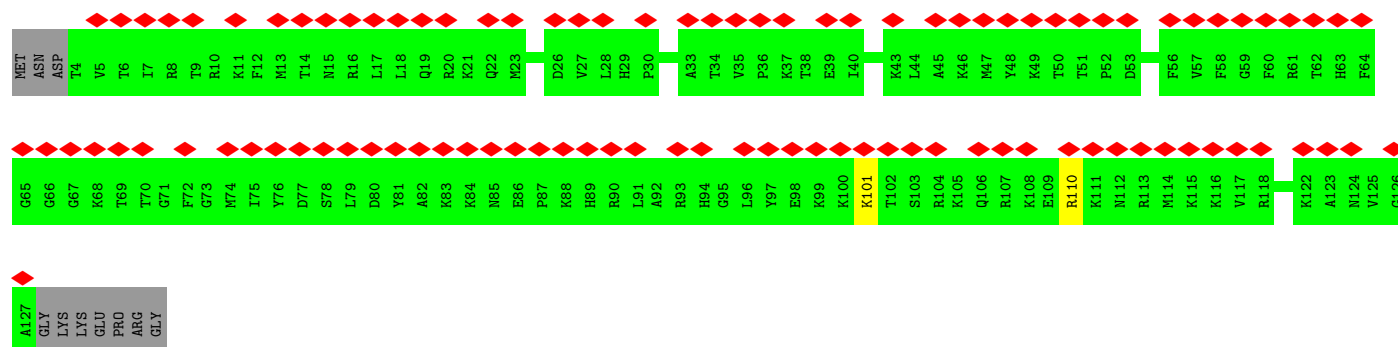 MET ASN ASP T4 V5 T6 I7 R8 T9 R10 K11 F12 M13 T14 N15 R16 L17 L18 Q19 R20 K21 Q22 M23 D26 V27 L28 H29 P30 A33 T34 V35 P36 K37 T38 E39 I40 K43 L44 A45 K46 M47 Y48 K49 T50 T51 P52 D53 F56 V57 F58 G59 F60 R61 T62 H63 F64
G65 G66 G67 K68 T69 T70 G71 F72 G73 M74 I75 Y76 D77 S78 L79 D80 Y81 A82 K83 K84 N85 E86 P87 K88 H89 R90 L91 A92 R93 H94 G95 L96 Y97 E98 K99 K100 K101 T102 S103 R104 K105 Q106 R107 K108 E109 R110 K111 N112 R113 M114 K115 K116 V117 R118 K122 A123 N124 V125 G126
A127 GLY LYS LYS GLU PRO ARG GLY